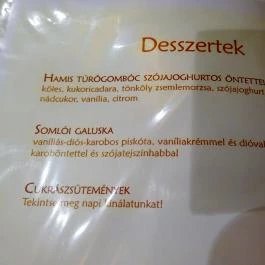 Desszertek
HAMIS TÚRÓGOMBÓC SZÓJAJOGHURTOS ÖNTETTEL
köles, kukoricadara, tönköly zsemlemorzsa, szójajoghurt
nádcukor, vanília, citrom
SOMLÓI GALUSKA
vaníliás-diós-karobos piskóta, vaníliakrémmel és dióval
karoböntettel és szójatejszínhabbal
CUKRÁSZSÜTEMÉNYEK
Tekintse meg napi kínálatunkat!